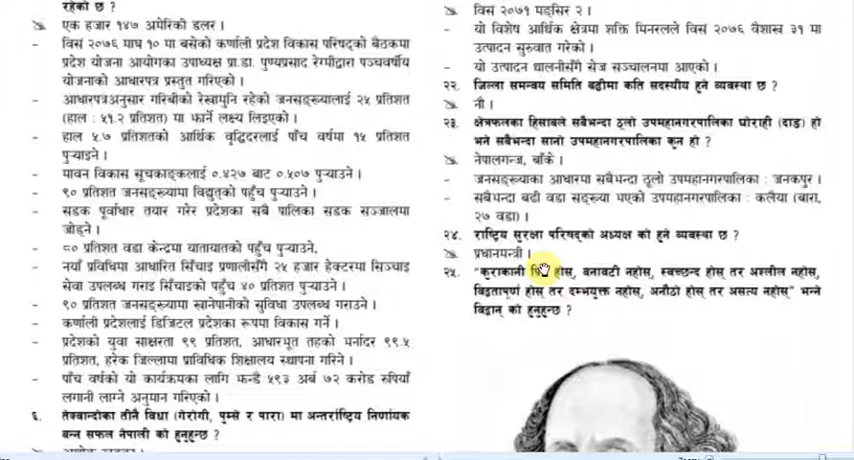 रहेको छ ?
एक हजार १४७ अमेरिकी डलर ।
- विस २०७६ माघ १० मा बसेको कर्णाली प्रदेश विकास परिषद्को बैठकमा
प्रदेश योजना आयोगका उपाध्यक्ष प्रा.डा. पुण्यप्रसाद रेग्मीद्वारा पञ्चवर्षीय
योजनाको आधारपत्र प्रस्तुत गरिएको ।
- आधारपत्रअनुसार गरिबीको रेखामुनि रहेको जनसङ्ख्यालाई २५ प्रतिशत
(हाल : ५१.२ प्रतिशत) मा फार्ने लक्ष्य लिइएको ।
- हाल ५.७ प्रतिशतको आर्थिक वृद्धिदरलाई पाँच वर्षमा १५ प्रतिशत
पुऱ्याइने ।
- मावन विकास सूचकाङ्कलाई ०.४२७ बाट ०.५०७ पुऱ्याउने ।
- ९० प्रतिशत जनसङ्ख्यामा विद्युत्को पहुँच पुऱ्याउने ।
- सडक पूर्वाधार तयार गरेर प्रदेशका सबै पालिका सडक सञ्जालमा
जोड्ने ।
- ८० प्रतिशत वडा केन्द्रमा यातायातको पहुँच पुऱ्याउने,
- नयाँ प्रविधिमा आधारित सिँचाइ प्रणालीसँगै २५ हजार हेक्टरमा सिञ्चाइ
सेवा उपलब्ध गराइ सिँचाइको पहुँच ४० प्रतिशत पुऱ्याउने ।
- ९० प्रतिशत जनसङ्ख्यामा खानेपानीको सुविधा उपलब्ध गराउने ।
- कर्णाली प्रदेशलाई डिजिटल प्रदेशका रूपमा विकास गर्ने ।
- प्रदेशको युवा साक्षरता ९९ प्रतिशत, आधारभूत तहको भर्नादर ९९.५
प्रतिशत, हरेक जिल्लामा प्राविधिक शिक्षालय स्थापना गरिने ।
- पाँच वर्षको यो कार्यक्रमका लागि फन्डै ५९३ अर्ब ७२ करोड रुपियाँ
लगानी लाग्ने अनुमान गरिएको ।
६. तेक्वान्दोका तीनै विधा (गेरोगी, पुम्से र पारा) मा अन्तर्राष्ट्रिय निर्णायक
बन्न सफल नेपाली को हुनुहुन्छ ?
विस २०७१ मङ्सिर २ ।
- यो विशेष आर्थिक क्षेत्रमा शक्ति मिनरलले विस २०७६ वैशाख ३१ मा
उत्पादन सुरुवात गरेको ।
- यो उत्पादन थालनीसँगै सेज सञ्चालनमा आएको ।
२२. जिल्ला समन्वय समिति बढीमा कति सदस्यीय हुने व्यवस्था छ ?
नौ ।
२३. क्षेत्रफलका हिसाबले सबैभन्दा ठुलो उपमहानगरपालिका घोराही (दाङ) हो
भने सबैभन्दा सानो उपमहानगरपालिका कुन हो ?
नेपालगन्ज, बाँके ।
- जनसङ्ख्याका आधारमा सबैभन्दा ठूलो उपमहानगरपालिका : जनकपुर ।
- सबैभन्दा बढी वडा सङ्ख्या भएको उपमहानगरपालिका : कलैया (बारा,
२७ वडा) ।
२४. राष्ट्रिय सुरक्षा परिषद्को अध्यक्ष को हुने व्यवस्था छ ?
प्रधानमन्त्री ।
२५. "कुराकानी होस्, बनावटी नहोस्, स्वच्छन्द होस् तर अश्लील नहोस्,
विद्वतापूर्ण होस् तर दम्भयुक्त नहोस्, अनौठो होस् तर असत्य नहोस्" भन्ने
विद्वान् को हुनुहुन्छ ?